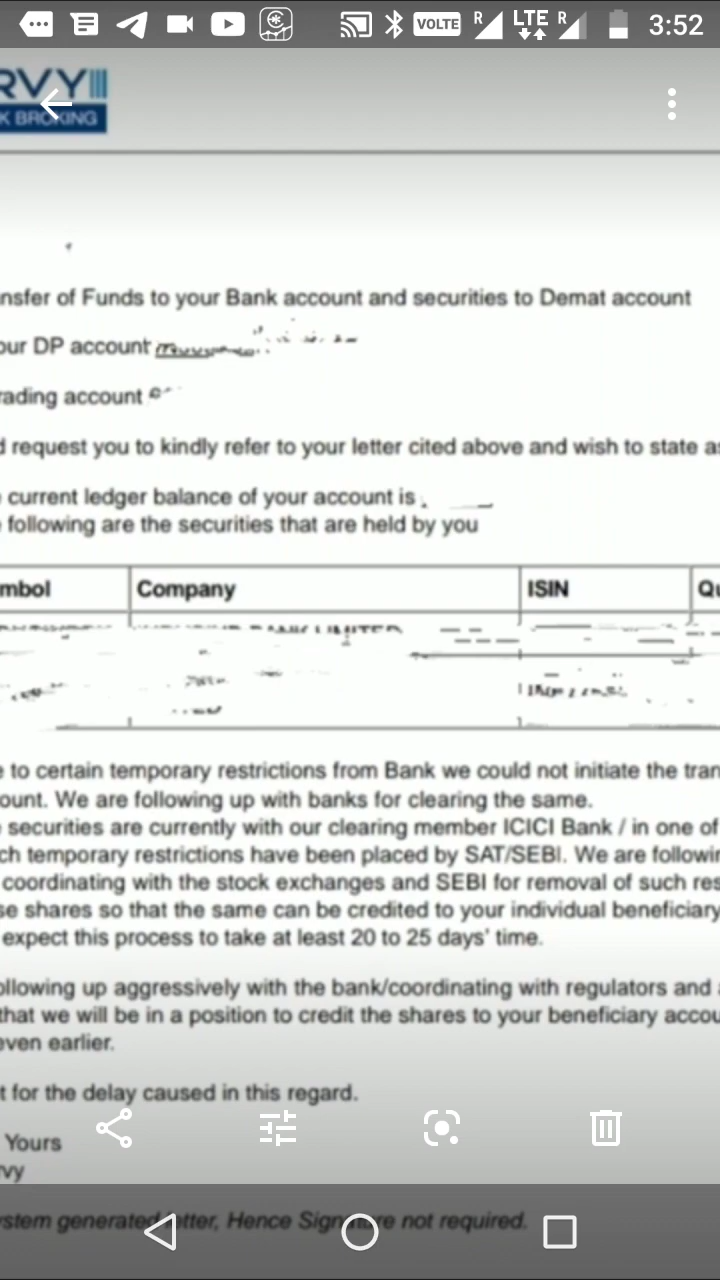 VOLTE R LTE R 3:52
RVY
K BROKING
nsfer of Funds to your Bank account and securities to Demat account
our DP account
rading account
d request you to kindly refer to your letter cited above and wish to state as
e current ledger balance of your account is
e following are the securities that are held by you
mbol Company ISIN Qu
BANK LIMITED
e to certain temporary restrictions from Bank we could not initiate the tran
ount. We are following up with banks for clearing the same.
e securities are currently with our clearing member ICICI Bank / in one of
ch temporary restrictions have been placed by SAT/SEBI. We are followin
coordinating with the stock exchanges and SEBI for removal of such res
se shares so that the same can be credited to your individual beneficiary
expect this process to take at least 20 to 25 days' time.
ollowing up aggressively with the bank/coordinating with regulators and a
that we will be in a position to credit the shares to your beneficiary accou
even earlier.
t for the delay caused in this regard.
Yours
vy
ystem generated letter, Hence Signature not required.